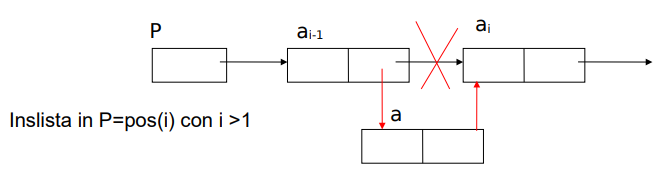 P
aᵢ₋₁
aᵢ
a
Inslista in P=pos(i) con i >1